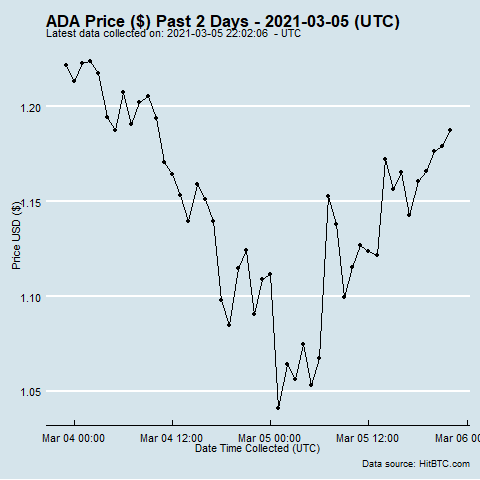 ADA Price ($) Past 2 Days - 2021-03-05 (UTC)
Latest data collected on: 2021-03-05 22:02:06 - UTC
1.20
1.15
1.10
1.05
Price USD ($)
Mar 04 00:00 Mar 04 12:00 Mar 05 00:00 Mar 05 12:00 Mar 06 0
Date Time Collected (UTC)
Data source: HitBTC.com